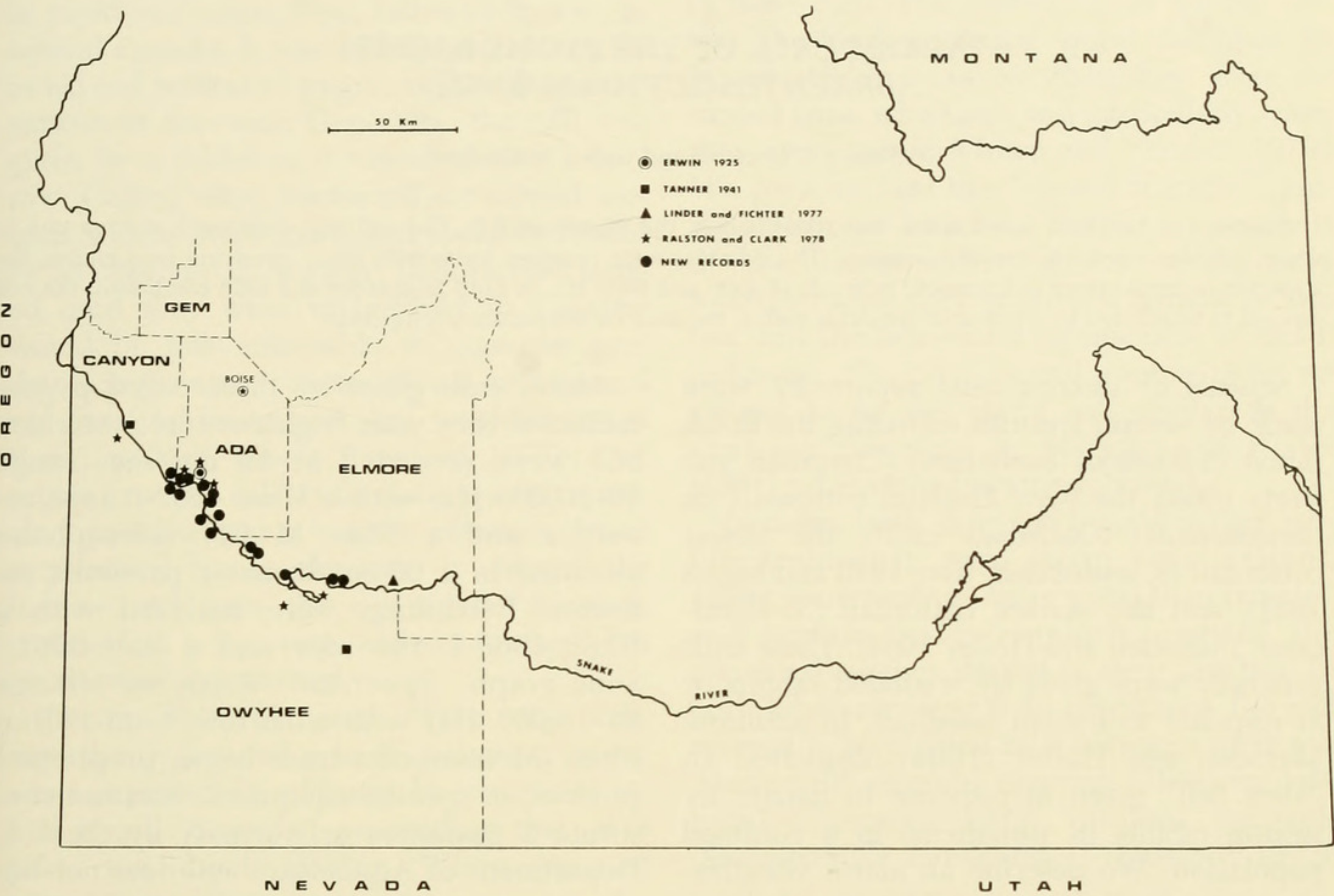 MONTANA
50 Km
ERWIN 1925
TANNER 1941
LINDER and FICHTER 1977
RALSTON and CLARK 1978
NEW RECORDS
OREGON
GEM
CANYON
BOISE
ADA
ELMORE
SNAKE
RIVER
OWYHEE
NEVADA
UTAH